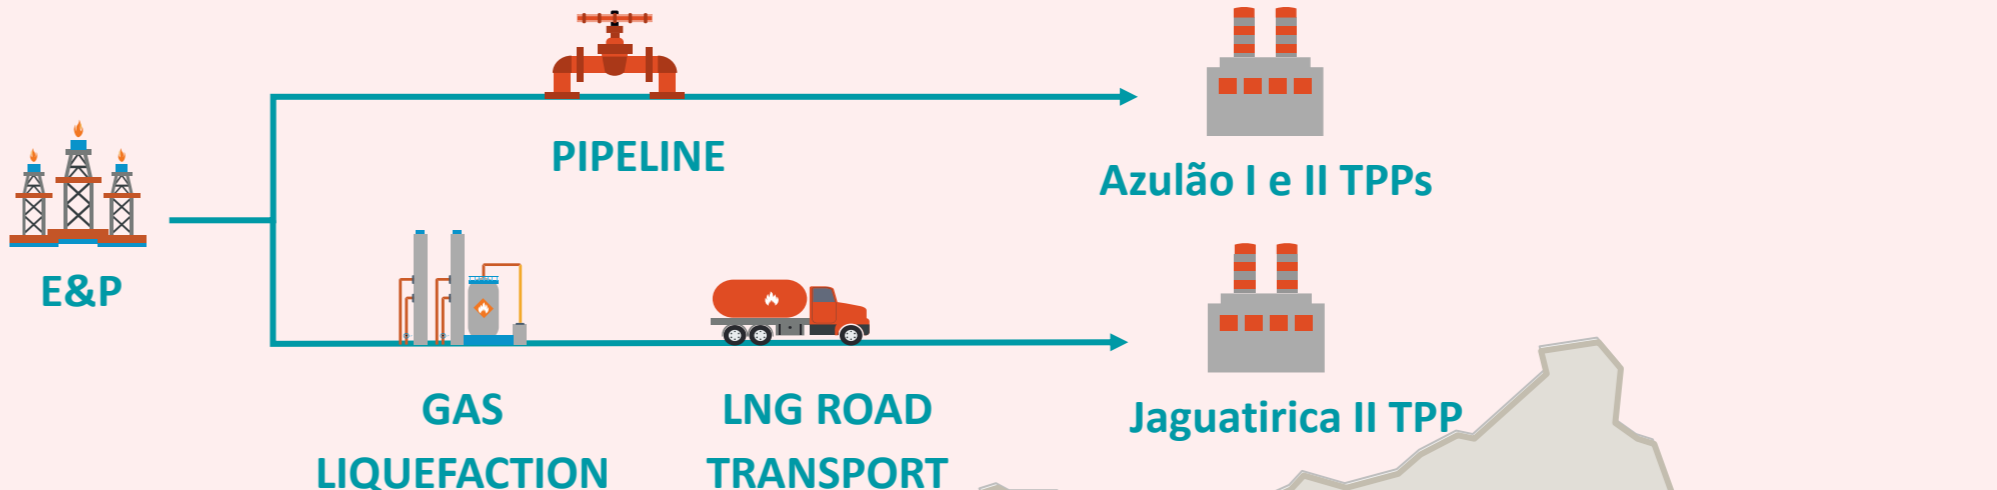 PIPELINE
Azulão I e II TPPs
E&P
GAS
LIQUEFACTION
LNG ROAD
TRANSPORT
Jaguatirica II TPP